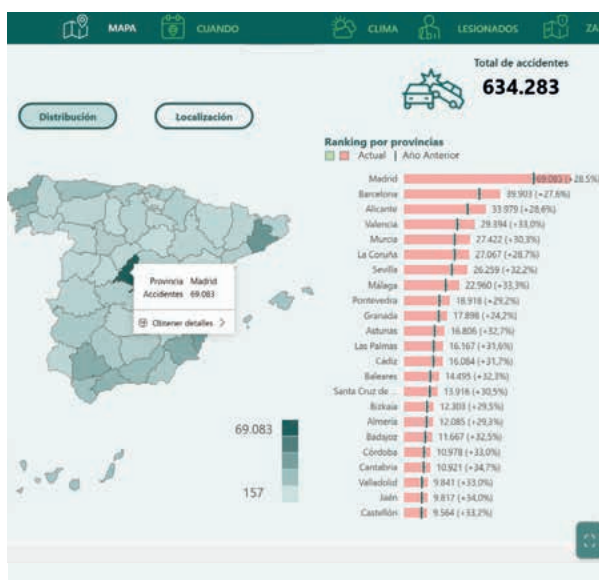 MAPA CUANDO CLIMA LESIONADOS ZA
Total de accidentes
634.283
Distribución Localización
Ranking por provincias
Actual | Año Anterior
Madrid 69.083 (+28.5%)
Barcelona 39.903 (+27,6%)
Alicante 33.979 (+28,6%)
Valencia 29.394 (+33,0%)
Murcia 27.422 (+30,3%)
La Coruña 27.067 (+28,7%)
Sevilla 26.259 (+32,2%)
Málaga 22.960 (+33,3%)
Pontevedra 18.918 (+29,2%)
Granada 17.898 (+24,2%)
Asturias 16.806 (+32,7%)
Las Palmas 16.167 (+31,6%)
Cádiz 16.084 (+31,7%)
Baleares 14.495 (+32,3%)
Santa Cruz de ... 13.916 (+30,5%)
Bizkaia 12.303 (+29,5%)
Almería 12.085 (+29,3%)
Badajoz 11.667 (+32,5%)
Córdoba 10.978 (+33,0%)
Cantabria 10.921 (+34,7%)
Valladolid 9.841 (+33,0%)
Jaén 9.817 (+34,0%)
Castellón 9.564 (+33,2%)
Provincia Madrid
Accidentes 69.083
Obtener detalles >
69.083
157